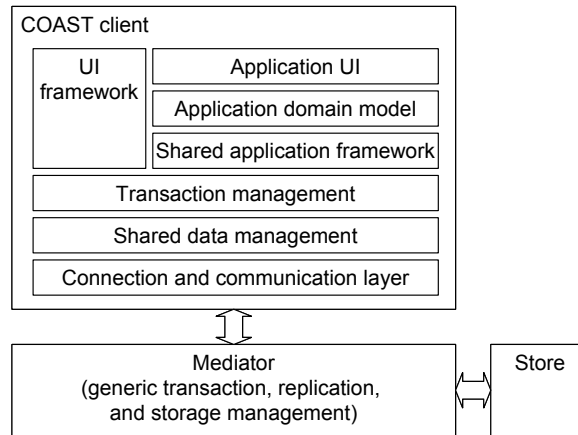 COAST client
UI
framework
Application UI
Application domain model
Shared application framework
Transaction management
Shared data management
Connection and communication layer
Mediator
(generic transaction, replication,
and storage management)
Store